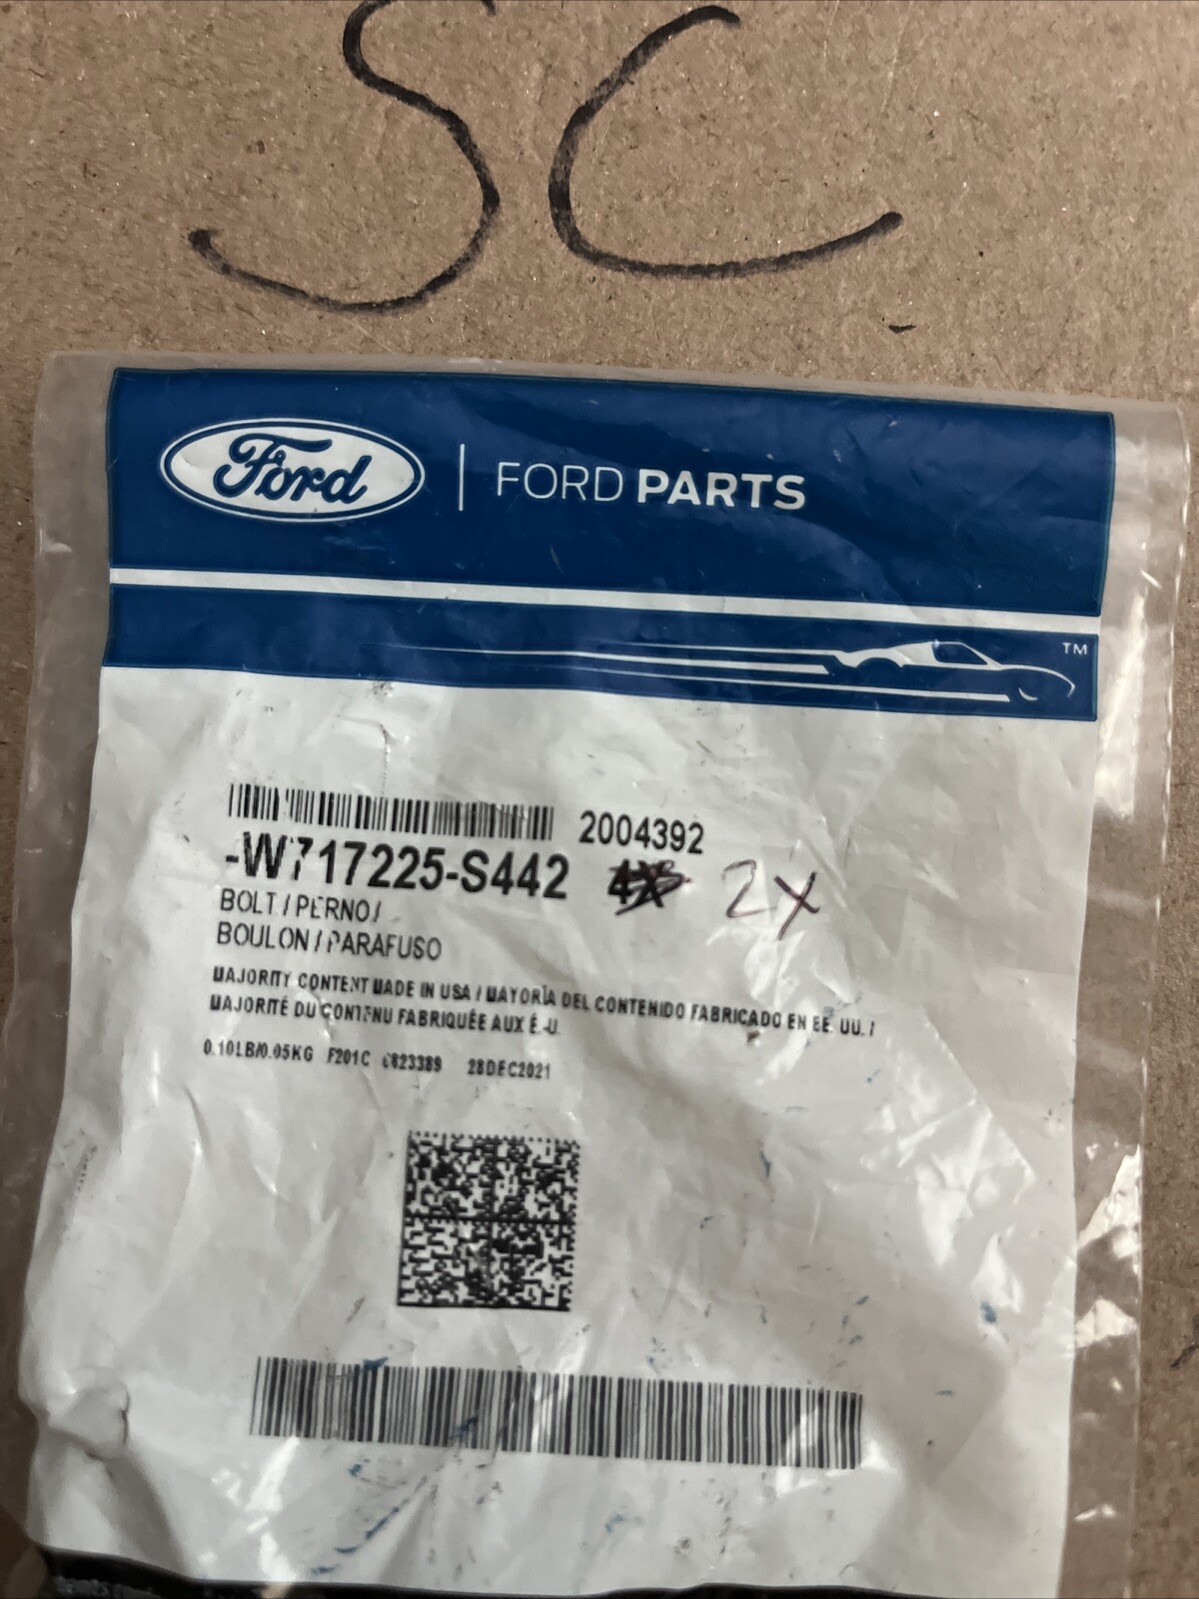 SC
Ford | FORD PARTS
TM
2004392
-W717225-S442 2x
BOLT / PERNO /
BOULON / PARAFUSO
MAJORITY CONTENT MADE IN USA / MAYORÍA DEL CONTENIDO FABRICADO EN EE. UU. /
MAJORITÉ DU CONTENU FABRIQUÉE AUX É.-U.
0.10LB/0.05KG F201C 28DEC2021